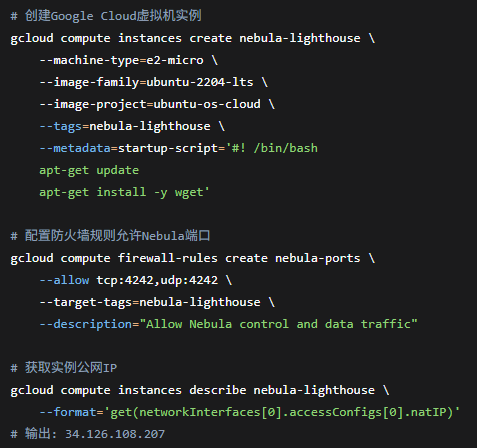 # 创建Google Cloud虚拟机实例
gcloud compute instances create nebula-lighthouse \
    --machine-type=e2-micro \
    --image-family=ubuntu-2204-lts \
    --image-project=ubuntu-os-cloud \
    --tags=nebula-lighthouse \
    --metadata=startup-script='#! /bin/bash
    apt-get update
    apt-get install -y wget'

# 配置防火墙规则允许Nebula端口
gcloud compute firewall-rules create nebula-ports \
    --allow tcp:4242,udp:4242 \
    --target-tags=nebula-lighthouse \
    --description="Allow Nebula control and data traffic"

# 获取实例公网IP
gcloud compute instances describe nebula-lighthouse \
    --format='get(networkInterfaces[0].accessConfigs[0].natIP)'
# 输出: 34.126.108.207